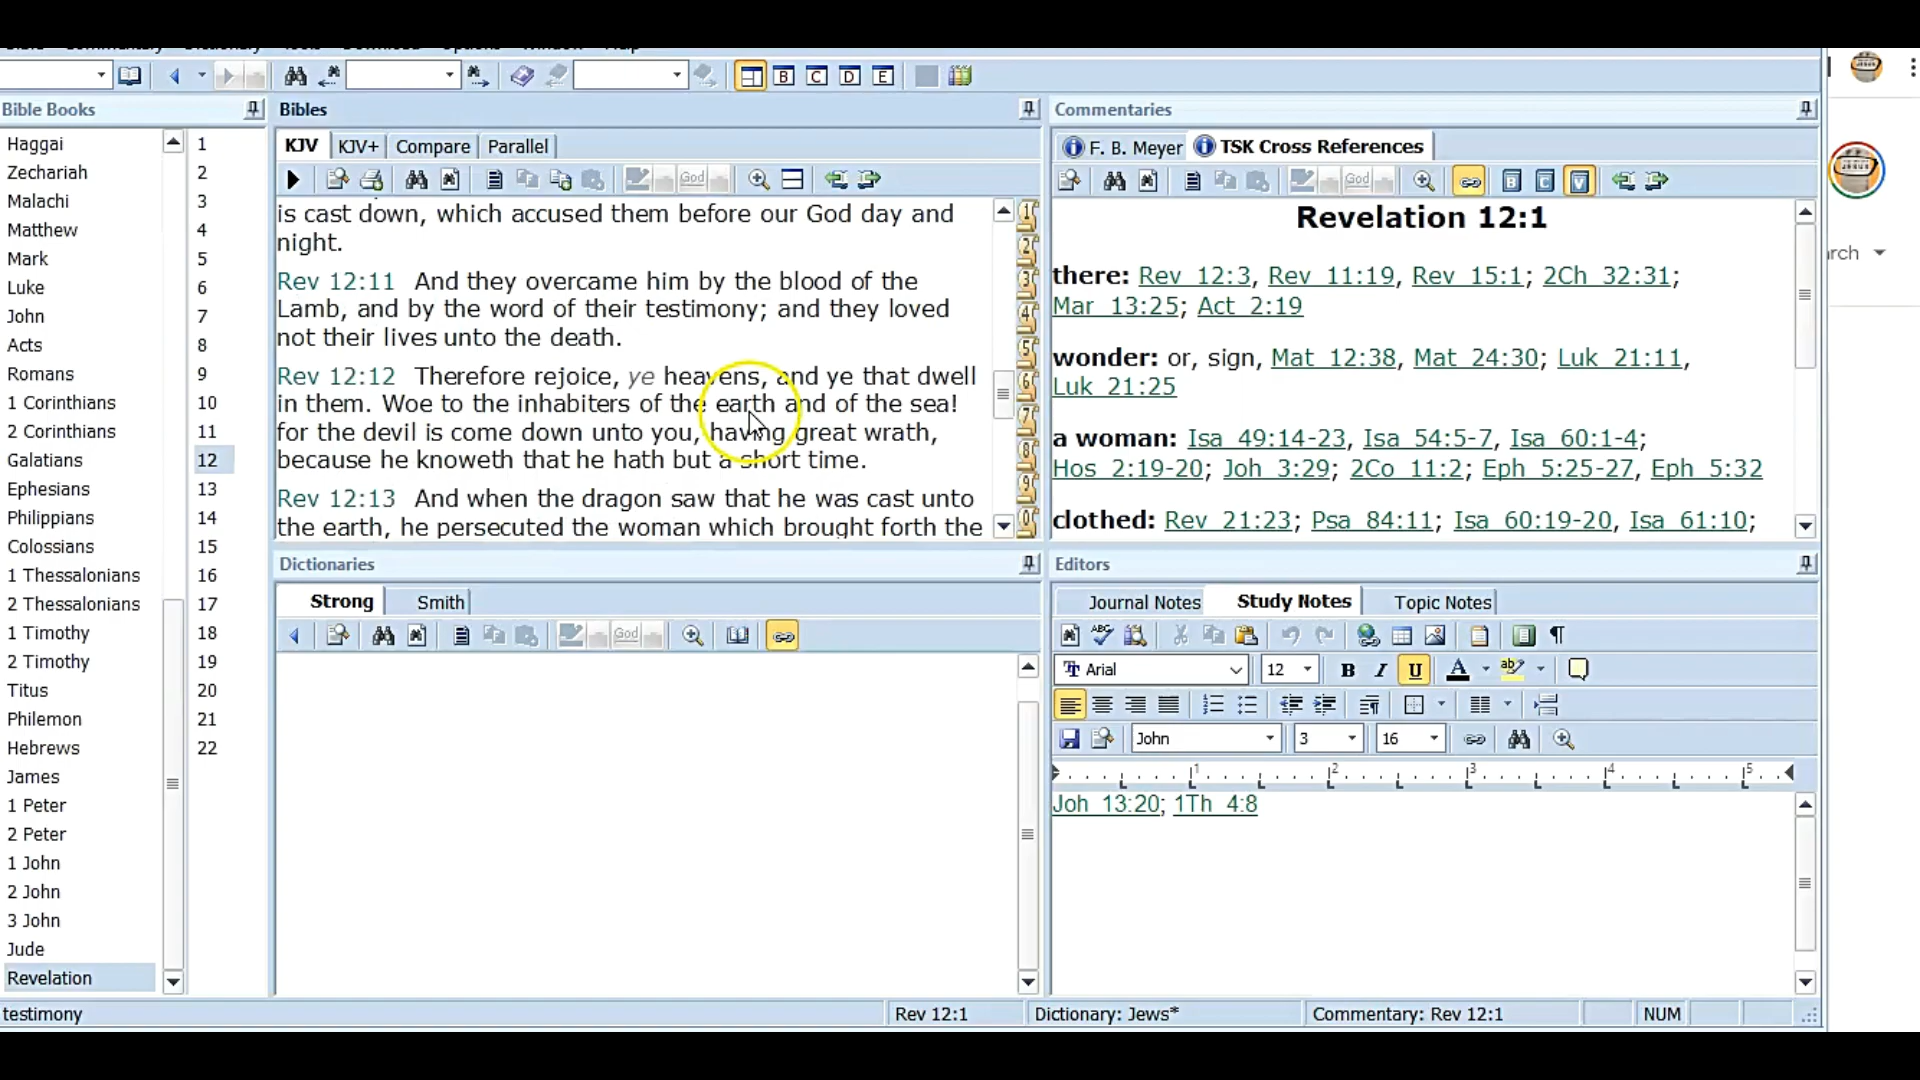 Bible Books
Haggai
Zechariah
Malachi
Matthew
Mark
Luke
John
Acts
Romans
1 Corinthians
2 Corinthians
Galatians
Ephesians
Philippians
Colossians
1 Thessalonians
2 Thessalonians
1 Timothy
2 Timothy
Titus
Philemon
Hebrews
James
1 Peter
2 Peter
1 John
2 John
3 John
Jude
Revelation
1
2
3
4
5
6
7
8
9
10
11
12
13
14
15
16
17
18
19
20
21
22
B C D E
Bibles
KJV KJV+ Compare Parallel
God
is cast down, which accused them before our God day and
night.
Rev 12:11 And they overcame him by the blood of the
Lamb, and by the word of their testimony; and they loved
not their lives unto the death.
Rev 12:12 Therefore rejoice, ye heavens, and ye that dwell
in them. Woe to the inhabiters of the earth and of the sea!
for the devil is come down unto you, having great wrath,
because he knoweth that he hath but a short time.
Rev 12:13 And when the dragon saw that he was cast unto
the earth, he persecuted the woman which brought forth the
Commentaries
F. B. Meyer TSK Cross References
God B C V
Revelation 12:1
there: Rev 12:3, Rev 11:19, Rev 15:1; 2Ch 32:31;
Mar 13:25; Act 2:19
wonder: or, sign, Mat 12:38, Mat 24:30; Luk 21:11,
Luk 21:25
a woman: Isa 49:14-23, Isa 54:5-7, Isa 60:1-4;
Hos 2:19-20; Joh 3:29; 2Co 11:2; Eph 5:25-27, Eph 5:32
clothed: Rev 21:23; Psa 84:11; Isa 60:19-20, Isa 61:10;
rch
Dictionaries
Strong Smith
God
Editors
Journal Notes Study Notes Topic Notes
ABC
Arial 12 B I U A ab
John 3 16
1 2 3 4 5
Joh 13:20; 1Th 4:8
testimony
Rev 12:1
Dictionary: Jews*
Commentary: Rev 12:1
NUM